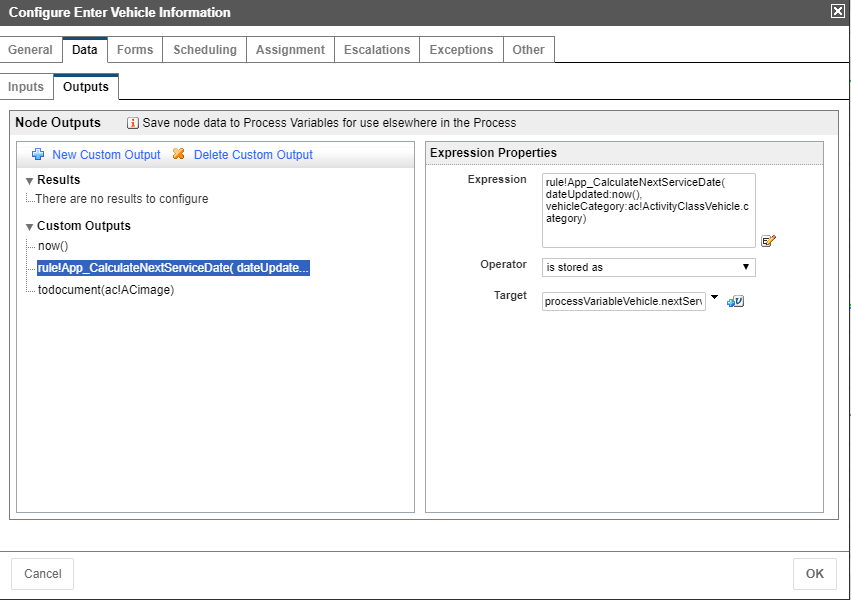 Configure Enter Vehicle Information
General Data Forms Scheduling Assignment Escalations Exceptions Other
Inputs Outputs
Node Outputs Save node data to Process Variables for use elsewhere in the Process
New Custom Output Delete Custom Output
Results
There are no results to configure
Custom Outputs
now()
rule!App_CalculateNextServiceDate( dateUpdate...
todocument(ac!ACimage)
Expression Properties
Expression
rule!App_CalculateNextServiceDate(
dateUpdated:now(),
vehicleCategory:ac!ActivityClassVehicle.c
ategory)
Operator is stored as
Target processVariableVehicle.nextServ
Cancel OK